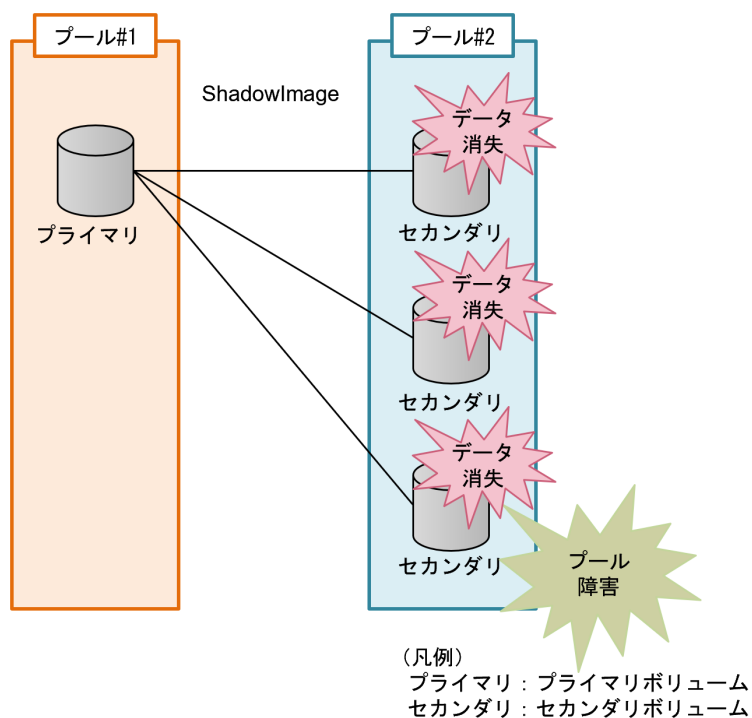 プール#1
プール#2
ShadowImage
データ
消失
プライマリ
セカンダリ
データ
消失
セカンダリ
データ
消失
セカンダリ
プール
障害
（凡例）
プライマリ：プライマリボリューム
セカンダリ：セカンダリボリューム